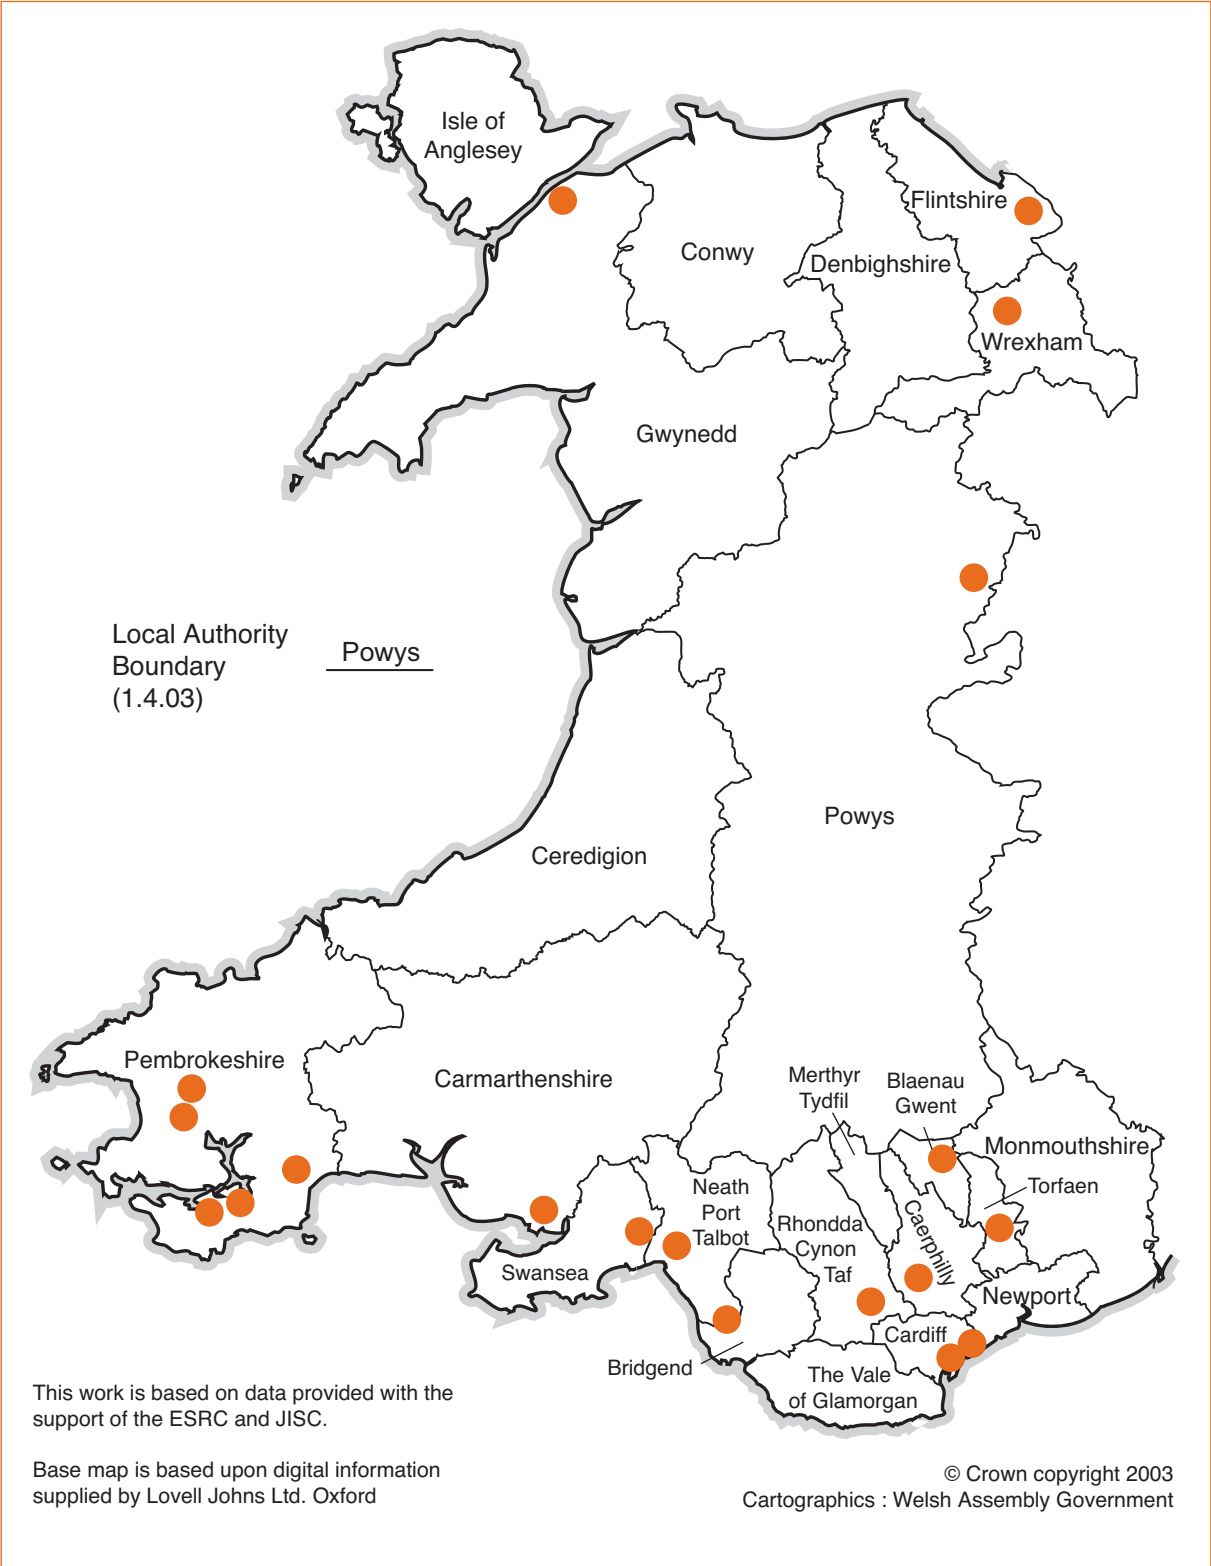 Isle of
Anglesey
Flintshire
Conwy
Denbighshire
Wrexham
Gwynedd
Local Authority
Boundary
(1.4.03)
Powys
Powys
Ceredigion
Pembrokeshire
Carmarthenshire
Merthyr
Tydfil
Blaenau
Gwent
Monmouthshire
Torfaen
Neath
Port
Talbot
Rhondda
Cynon
Taf
Caerphilly
Swansea
Newport
Cardiff
Bridgend
The Vale
of Glamorgan
This work is based on data provided with the
support of the ESRC and JISC.
Base map is based upon digital information
supplied by Lovell Johns Ltd. Oxford
© Crown copyright 2003
Cartographics : Welsh Assembly Government